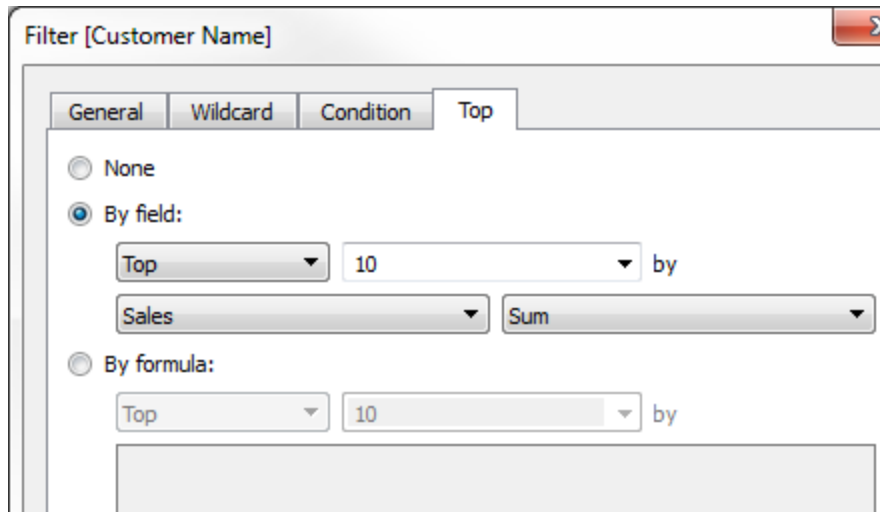 Filter [Customer Name]
General Wildcard Condition Top
None
By field:
Top 10 by
Sales Sum
By formula:
Top 10 by